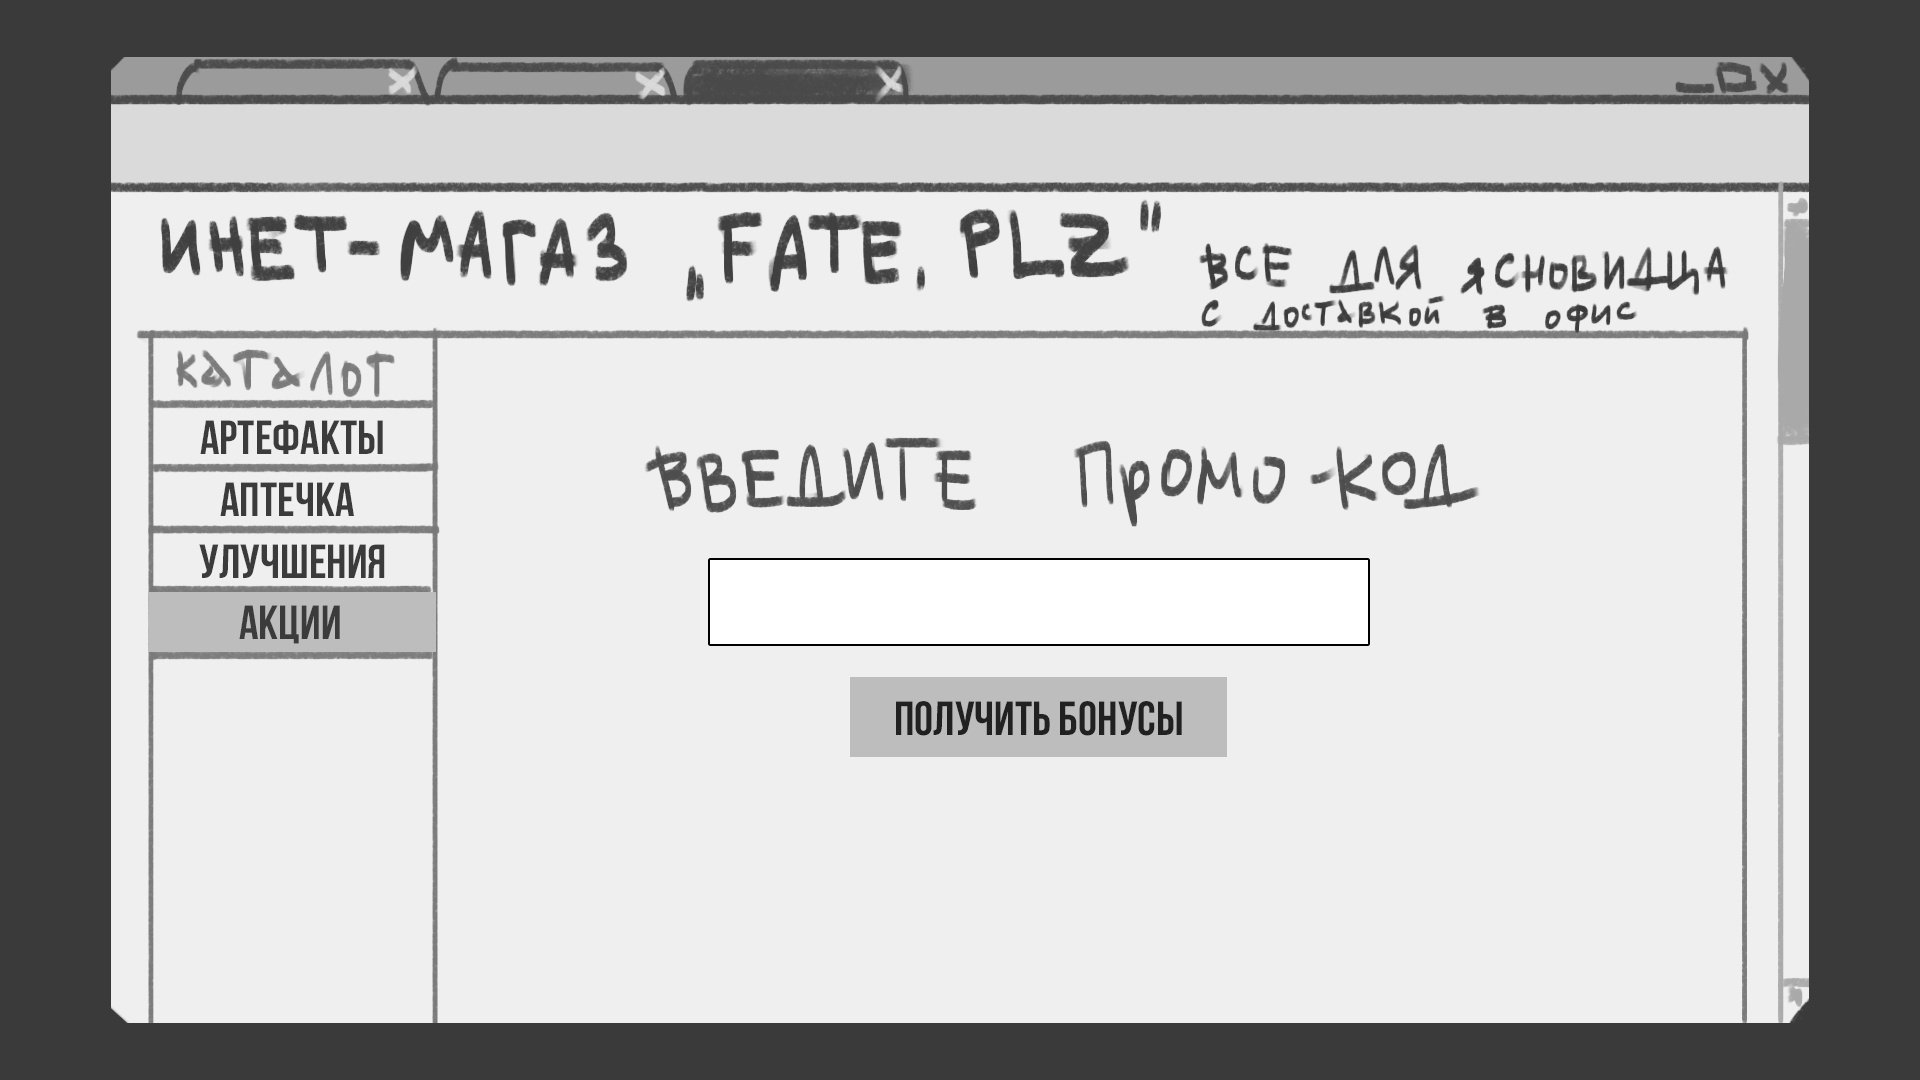 ИНЕТ-МАГАЗ „FATE, PLZ"
ВСЕ ДЛЯ ЯСНОВИДЦА
С ДОСТАВКОЙ В ОФИС
КАТАЛОГ
АРТЕФАКТЫ
АПТЕЧКА
УЛУЧШЕНИЯ
АКЦИИ
ВВЕДИТЕ ПРОМО-КОД
ПОЛУЧИТЬ БОНУСЫ